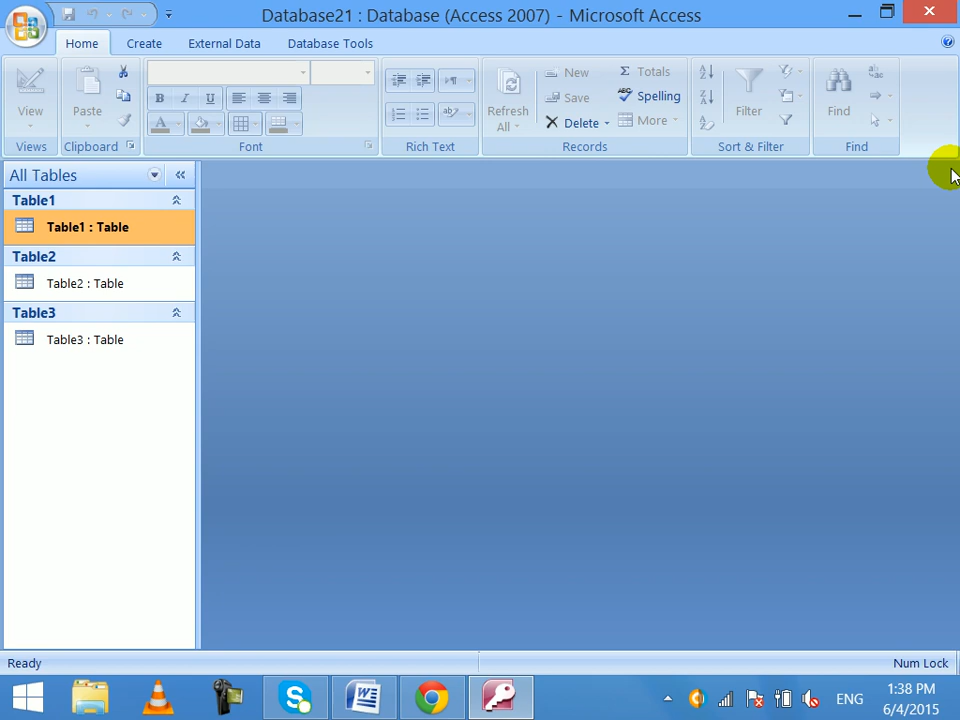 Database21 : Database (Access 2007) - Microsoft Access
Home Create External Data Database Tools
View
Paste
B I U
A
Refresh All
New
Save
Delete
Totals
Spelling
More
Filter
Find
Views Clipboard Font Rich Text Records Sort & Filter Find
All Tables
Table1
Table1 : Table
Table2
Table2 : Table
Table3
Table3 : Table
Ready Num Lock
ENG
1:38 PM
6/4/2015